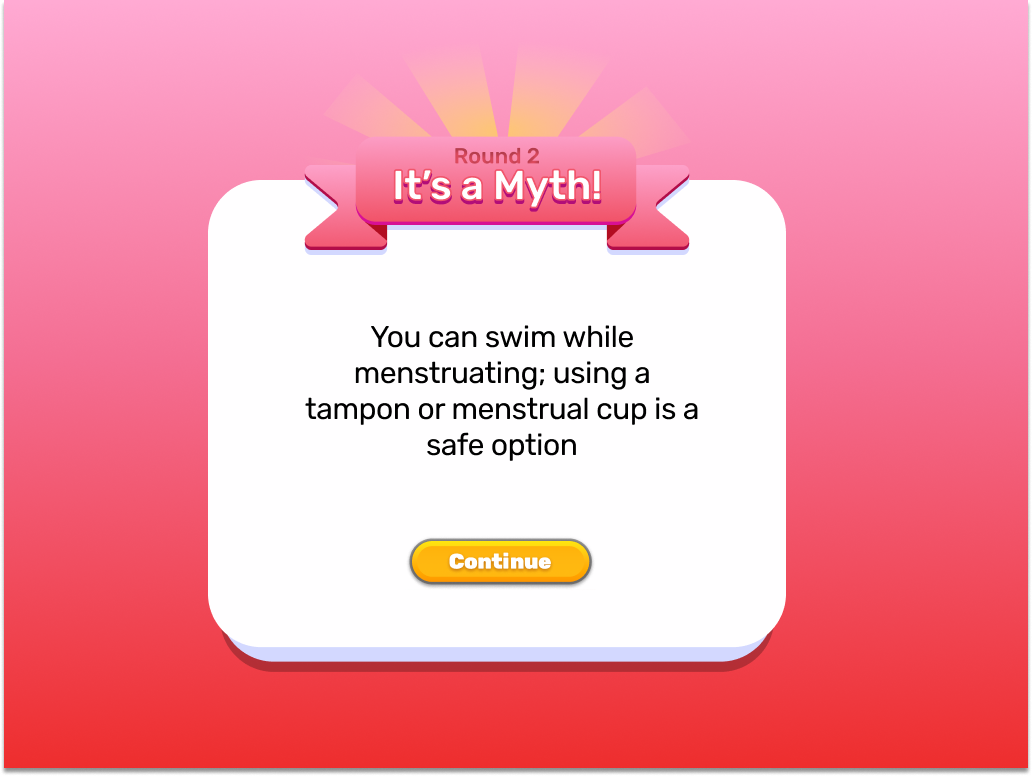 Round 2
It's a Myth!
You can swim while
menstruating; using a
tampon or menstrual cup is a
safe option
Continue